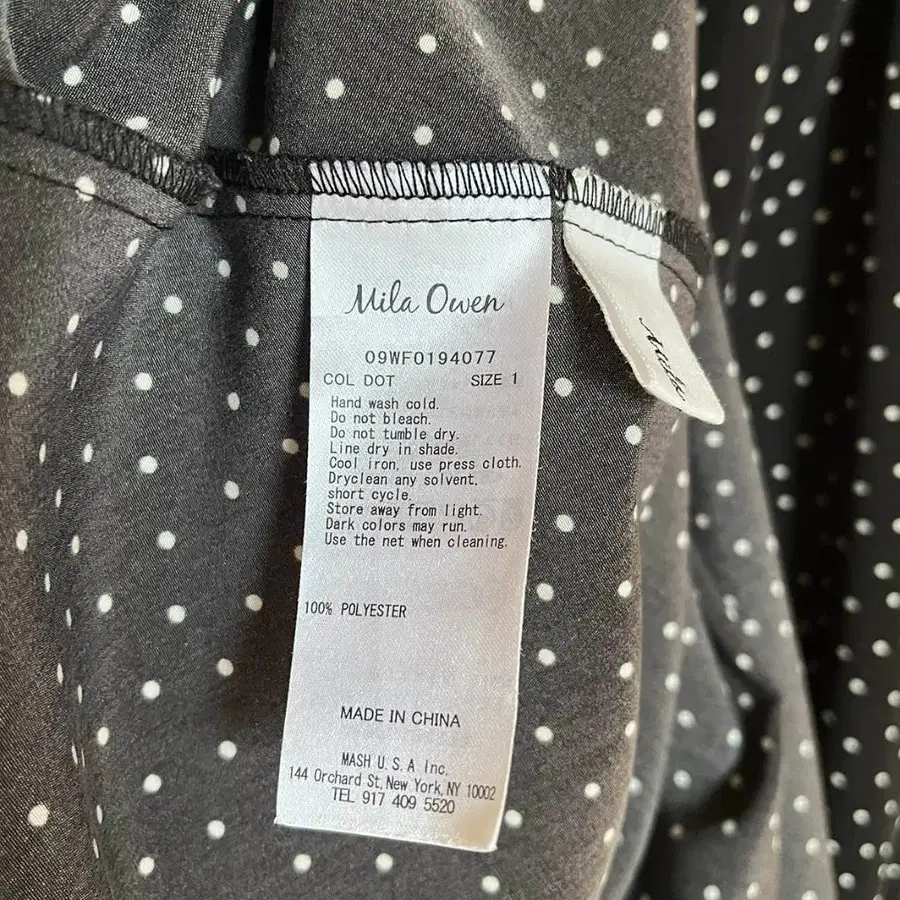 Mila Owen
09WF0194077
COL DOT SIZE 1
Hand wash cold.
Do not bleach.
Do not tumble dry.
Line dry in shade.
Cool iron, use press cloth.
Dryclean any solvent,
short cycle.
Store away from light.
Dark colors may run.
Use the net when cleaning.
100% POLYESTER
MADE IN CHINA
MASH U.S.A Inc.
144 Orchard St, New York, NY 10002
TEL 917 409 5520